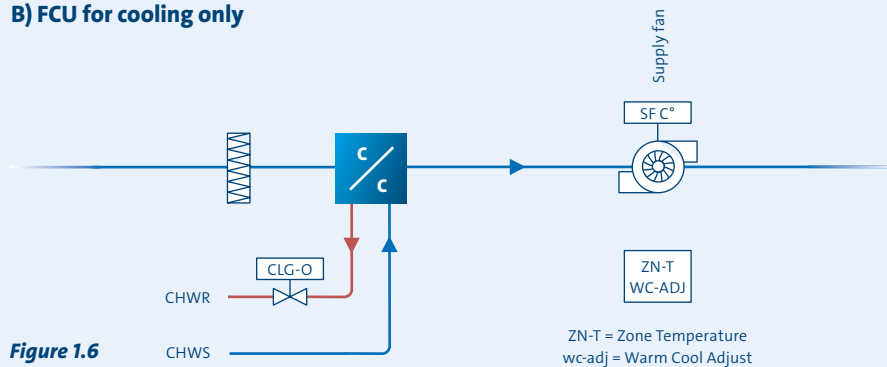 B) FCU for cooling only
Supply fan
SF C°
C
C
CLG-O
CHWR
CHWS
ZN-T
WC-ADJ
ZN-T = Zone Temperature
wc-adj = Warm Cool Adjust
Figure 1.6